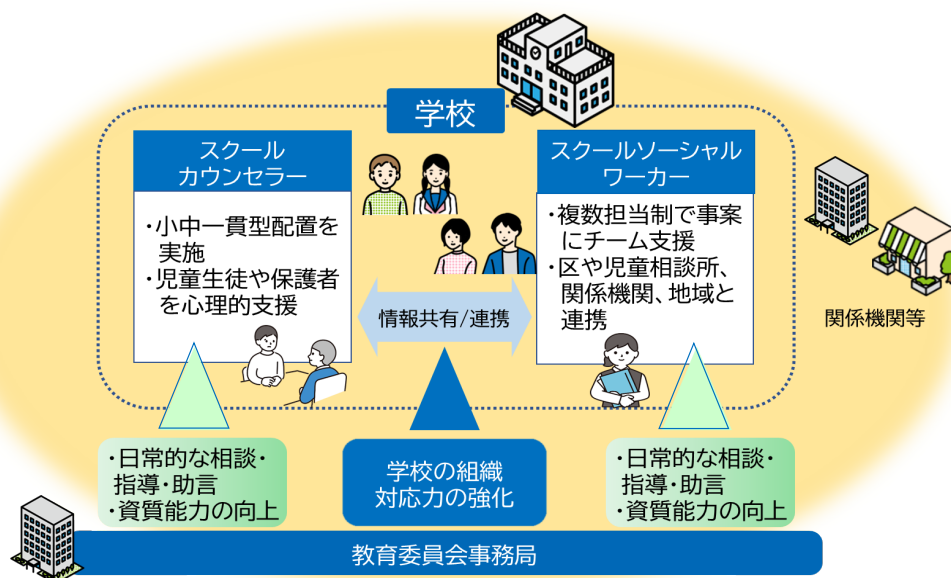 学校
スクール
カウンセラー
・小中一貫型配置を
実施
・児童生徒や保護者
を心理的支援
情報共有/連携
スクールソーシャル
ワーカー
・複数担当制で事案
にチーム支援
・区や児童相談所、
関係機関、地域と
連携
関係機関等
・日常的な相談・
指導・助言
・資質能力の向上
学校の組織
対応力の強化
・日常的な相談・
指導・助言
・資質能力の向上
教育委員会事務局